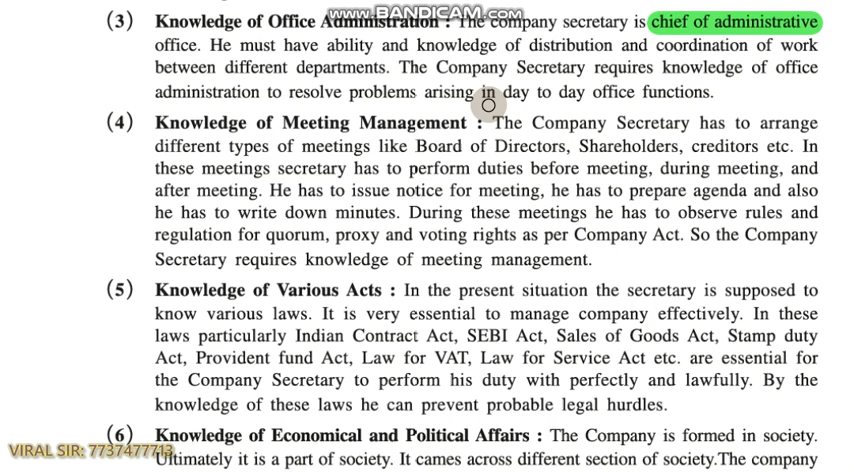 WWW.BANDICAM.COM
(3) Knowledge of Office Administration : The company secretary is chief of administrative
office. He must have ability and knowledge of distribution and coordination of work
between different departments. The Company Secretary requires knowledge of office
administration to resolve problems arising in day to day office functions.
(4) Knowledge of Meeting Management : The Company Secretary has to arrange
different types of meetings like Board of Directors, Shareholders, creditors etc. In
these meetings secretary has to perform duties before meeting, during meeting, and
after meeting. He has to issue notice for meeting, he has to prepare agenda and also
he has to write down minutes. During these meetings he has to observe rules and
regulation for quorum, proxy and voting rights as per Company Act. So the Company
Secretary requires knowledge of meeting management.
(5) Knowledge of Various Acts : In the present situation the secretary is supposed to
know various laws. It is very essential to manage company effectively. In these
laws particularly Indian Contract Act, SEBI Act, Sales of Goods Act, Stamp duty
Act, Provident fund Act, Law for VAT, Law for Service Act etc. are essential for
the Company Secretary to perform his duty with perfectly and lawfully. By the
knowledge of these laws he can prevent probable legal hurdles.
(6) Knowledge of Economical and Political Affairs : The Company is formed in society.
VIRAL SIR: 7737477713
Ultimately it is a part of society. It cames across different section of society.The company